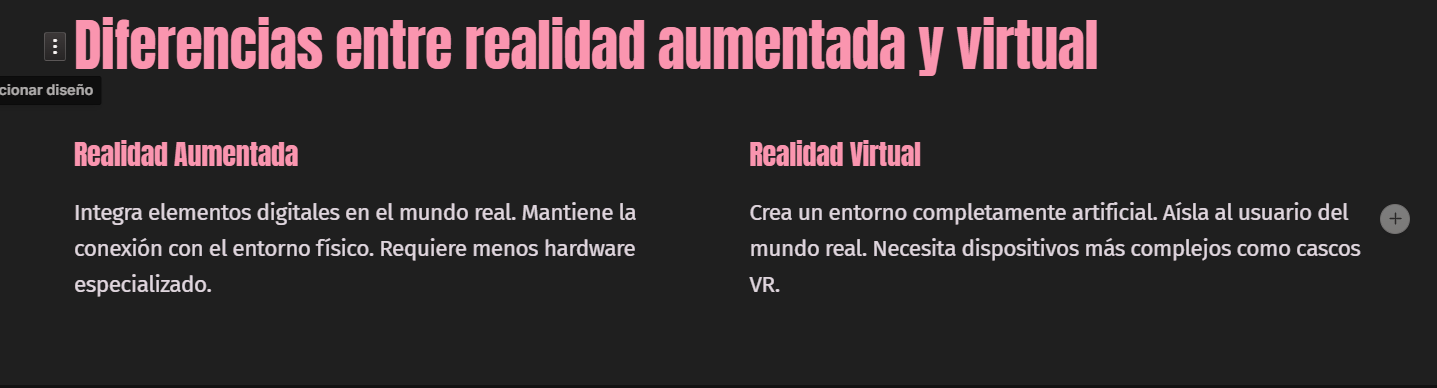 Diferencias entre realidad aumentada y virtual
cionar diseño
Realidad Aumentada
Integra elementos digitales en el mundo real. Mantiene la
conexión con el entorno físico. Requiere menos hardware
especializado.
Realidad Virtual
Crea un entorno completamente artificial. Aísla al usuario del
mundo real. Necesita dispositivos más complejos como cascos
VR.